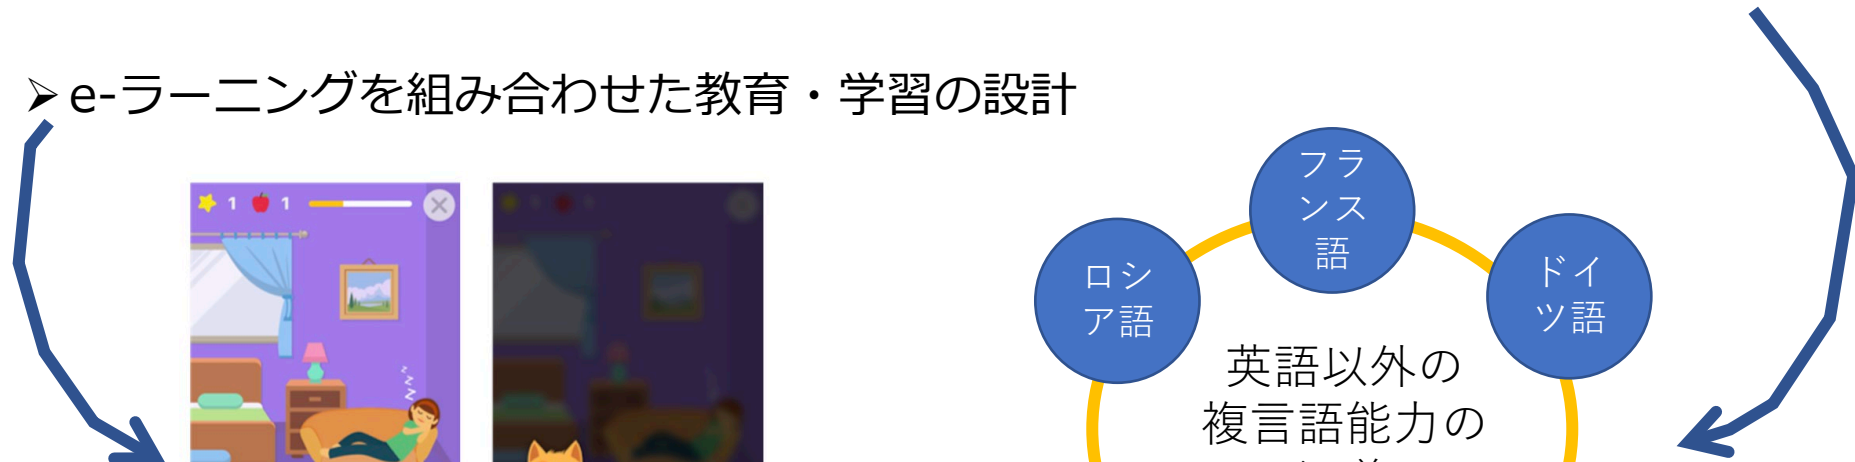 ➢ e-ラーニングを組み合わせた教育・学習の設計
1 1
z z z
フラ
ンス
語
ロシ
ア語
ドイ
ツ語
英語以外の
複言語能力の